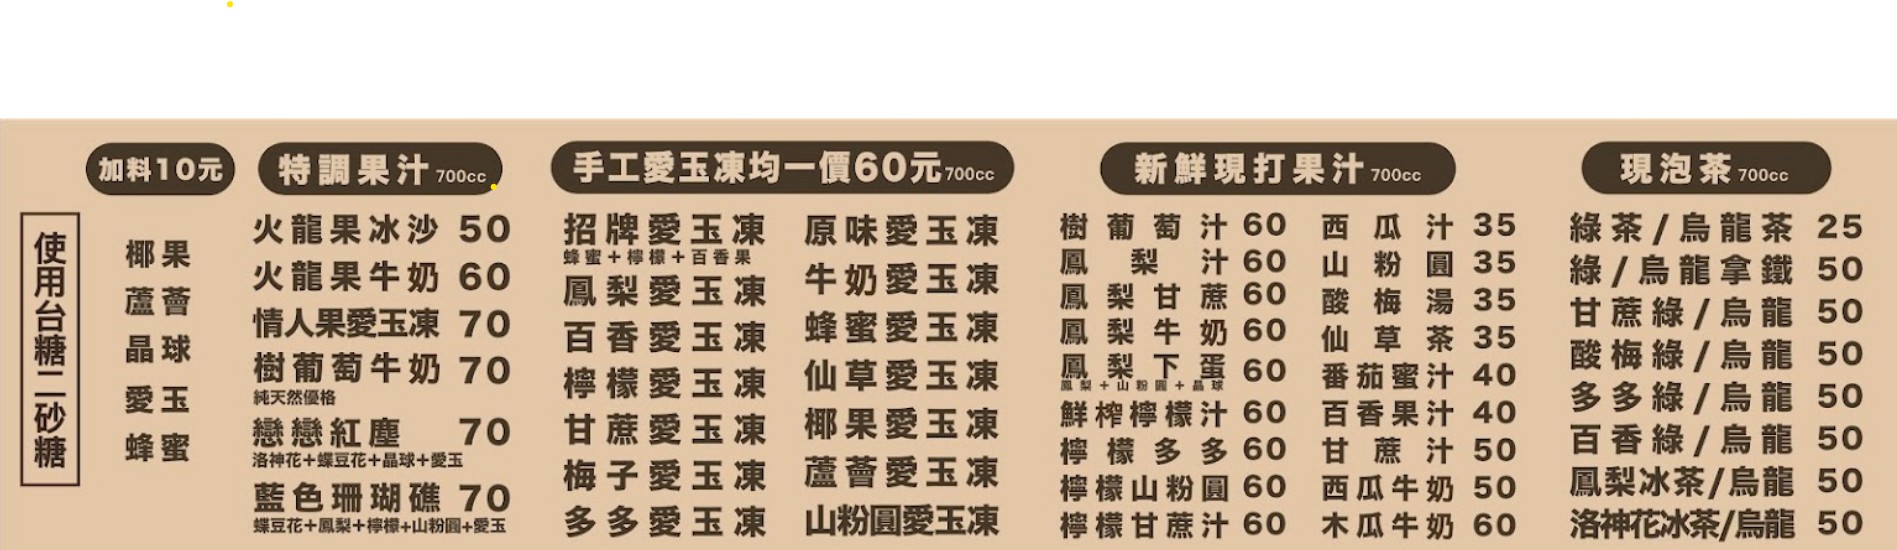 使用台糖二砂糖
加料10元
椰果
蘆薈
晶球
愛玉
蜂蜜
特調果汁 700cc
火龍果冰沙 50
火龍果牛奶 60
情人果愛玉凍 70
樹葡萄牛奶 70
純天然優格
戀戀紅塵 70
洛神花+蝶豆花+晶球+愛玉
藍色珊瑚礁 70
蝶豆花+鳳梨+檸檬+山粉圓+愛玉
手工愛玉凍均一價60元 700cc
招牌愛玉凍
蜂蜜+檸檬+百香果
鳳梨愛玉凍
百香愛玉凍
檸檬愛玉凍
甘蔗愛玉凍
梅子愛玉凍
多多愛玉凍
原味愛玉凍
牛奶愛玉凍
蜂蜜愛玉凍
仙草愛玉凍
椰果愛玉凍
蘆薈愛玉凍
山粉圓愛玉凍
新鮮現打果汁 700cc
樹葡萄汁 60
鳳梨汁 60
鳳梨甘蔗 60
鳳梨牛奶 60
鳳梨下蛋 60
鳳梨+山粉圓+晶球
鮮榨檸檬汁 60
檸檬多多 60
檸檬山粉圓 60
檸檬甘蔗汁 60
西瓜汁 35
山粉圓 35
酸梅湯 35
仙草茶 35
番茄蜜汁 40
百香果汁 40
甘蔗汁 50
西瓜牛奶 50
木瓜牛奶 60
現泡茶 700cc
綠茶/烏龍茶 25
綠/烏龍拿鐵 50
甘蔗綠/烏龍 50
酸梅綠/烏龍 50
多多綠/烏龍 50
百香綠/烏龍 50
鳳梨冰茶/烏龍 50
洛神花冰茶/烏龍 50